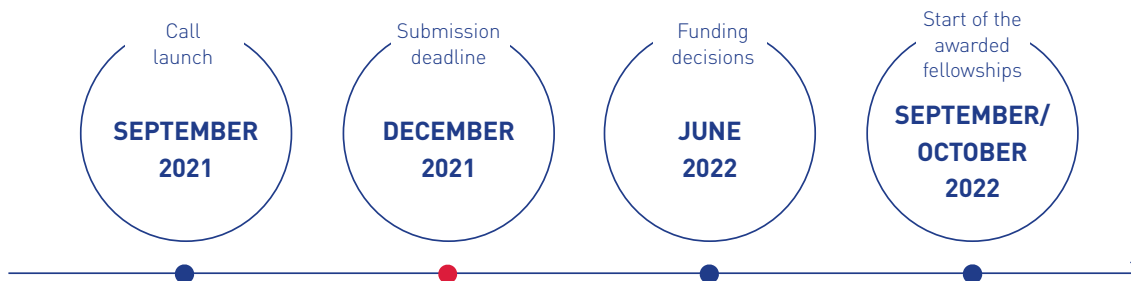 Call
launch
SEPTEMBER
2021
Submission
deadline
DECEMBER
2021
Funding
decisions
JUNE
2022
Start of the
awarded
fellowships
SEPTEMBER/
OCTOBER
2022